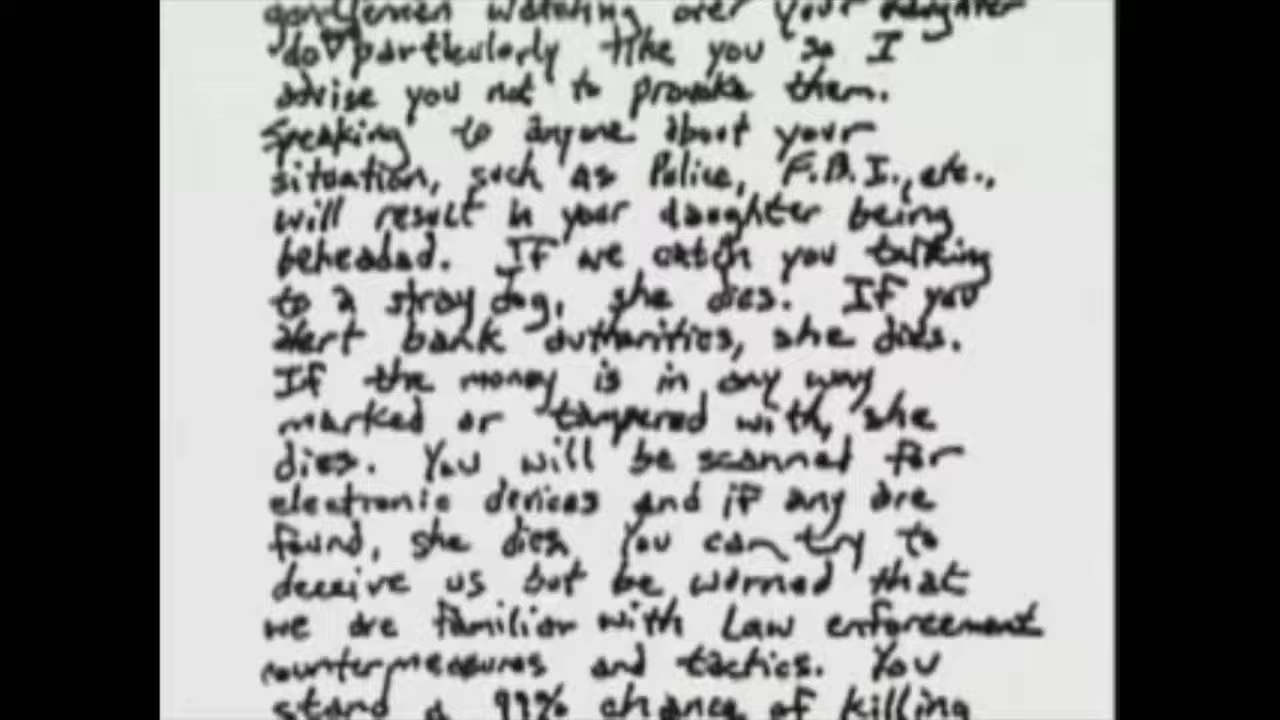 gentlemen watching over your daughter
do particularly like you so I
advise you not to provoke them.
Speaking to anyone about your
situation, such as Police, F.B.I., etc.,
will result in your daughter being
beheaded. If we catch you talking
to a stray dog, she dies. If you
alert bank authorities, she dies.
If the money is in any way
marked or tampered with, she
dies. You will be scanned for
electronic devices and if any are
found, she dies. You can try to
deceive us but be warned that
we are familiar with Law enforcement
countermeasures and tactics. You
stand a 99% chance of killing